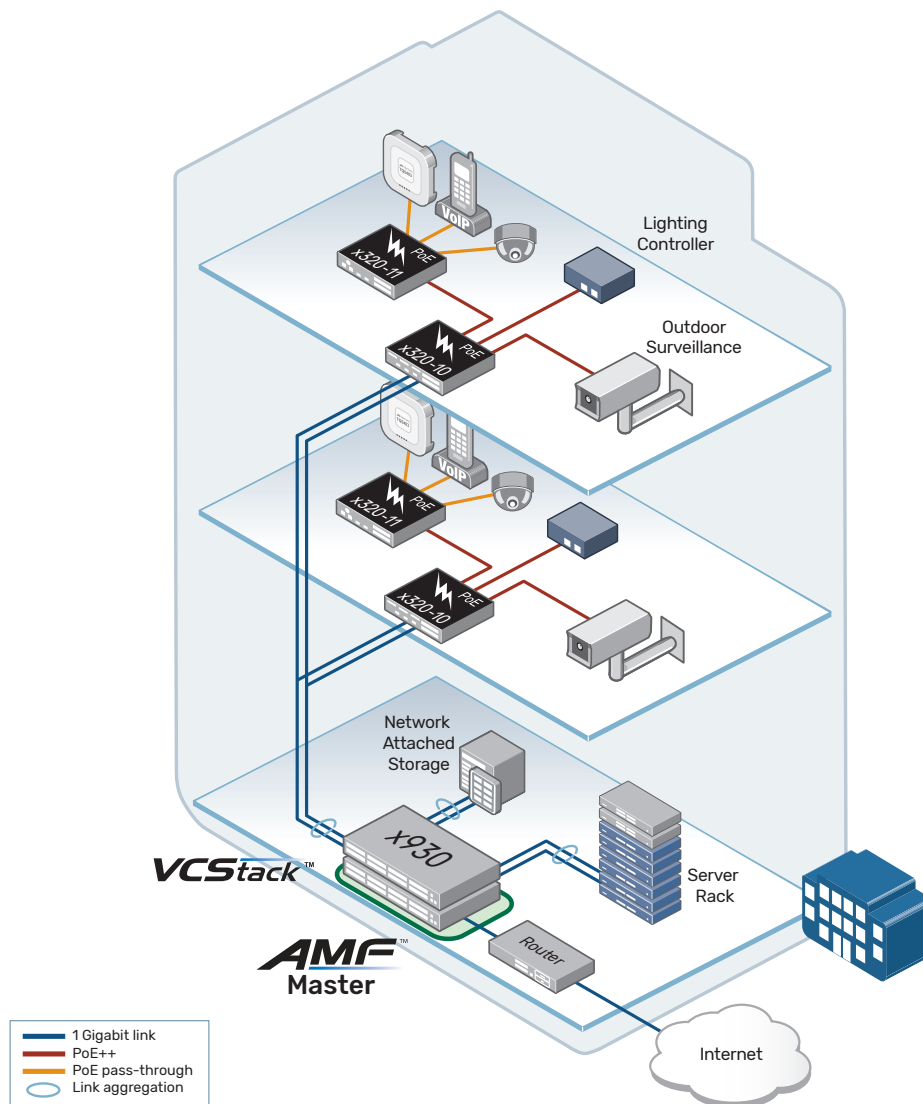 VoIP
PoE
x320-11
Lighting
Controller
PoE
x320-10
Outdoor
Surveillance
VoIP
PoE
x320-11
PoE
x320-10
Network
Attached
Storage
x930
VCStack™
Server
Rack
AMF™
Master
Router
Internet
1 Gigabit link
PoE++
PoE pass-through
Link aggregation